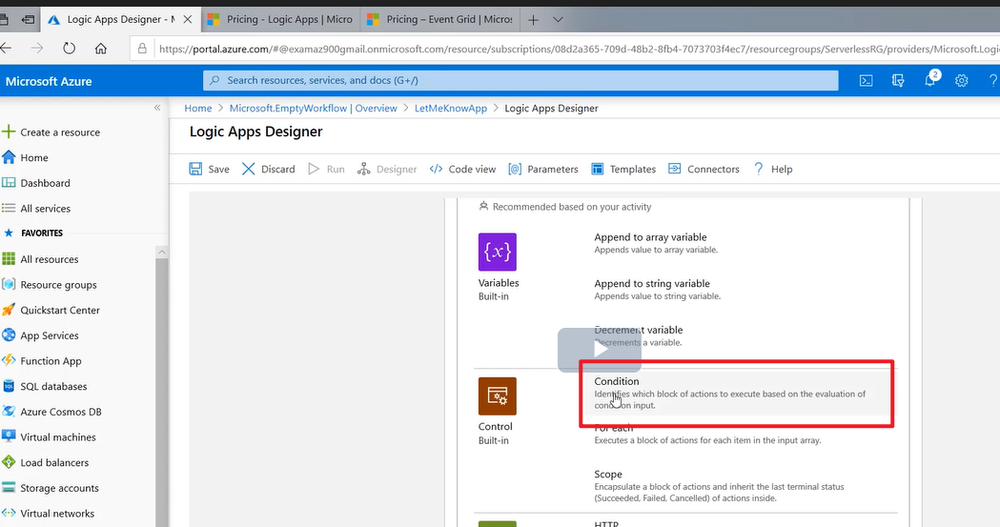 Logic Apps Designer - M
Pricing - Logic Apps | Micro
Pricing – Event Grid | Micros
https://portal.azure.com/#@examaz900gmail.onmicrosoft.com/resource/subscriptions/08d2a365-709d-48b2-8fb4-7073703f4ec7/resourcegroups/ServerlessRG/providers/Microsoft.Logi
Microsoft Azure
Search resources, services, and docs (G+/)
2
?
«
Create a resource
Home
Dashboard
All services
FAVORITES
All resources
Resource groups
Quickstart Center
App Services
Function App
SQL databases
Azure Cosmos DB
Virtual machines
Load balancers
Storage accounts
Virtual networks
Home > Microsoft.EmptyWorkflow | Overview > LetMeKnowApp > Logic Apps Designer
Logic Apps Designer
Save Discard Run Designer Code view Parameters Templates Connectors ? Help
Recommended based on your activity
{x}
Variables
Built-in
Append to array variable
Appends value to array variable.
Append to string variable
Appends value to string variable.
Decrement variable
Decrements a variable.
Control
Built-in
Condition
Identifies which block of actions to execute based on the evaluation of
condition input.
For each
Executes a block of actions for each item in the input array.
Scope
Encapsulate a block of actions and inherit the last terminal status
(Succeeded, Failed, Cancelled) of actions inside.
HTTP